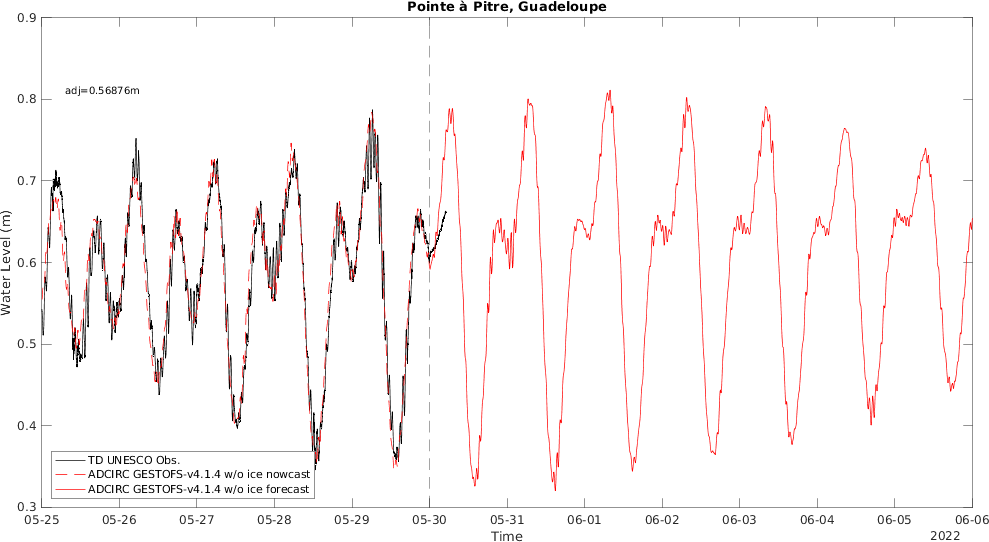 Pointe à Pitre, Guadeloupe
0.9
0.8
0.7
0.6
0.5
0.4
0.3
Water Level (m)
adj=0.56876m
TD UNESCO Obs.
ADCIRC GESTOFS-v4.1.4 w/o ice nowcast
ADCIRC GESTOFS-v4.1.4 w/o ice forecast
05-25 05-26 05-27 05-28 05-29 05-30 05-31 06-01 06-02 06-03 06-04 06-05 06-06
Time
2022